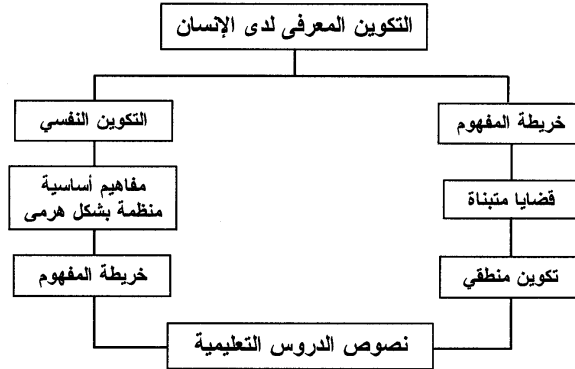 التكوين المعرفى لدى الإنسان
خريطة المفهوم
التكوين النفسي
قضايا متبناة
مفاهيم أساسية
منظمة بشكل هرمى
تكوين منطقي
خريطة المفهوم
نصوص الدروس التعليمية